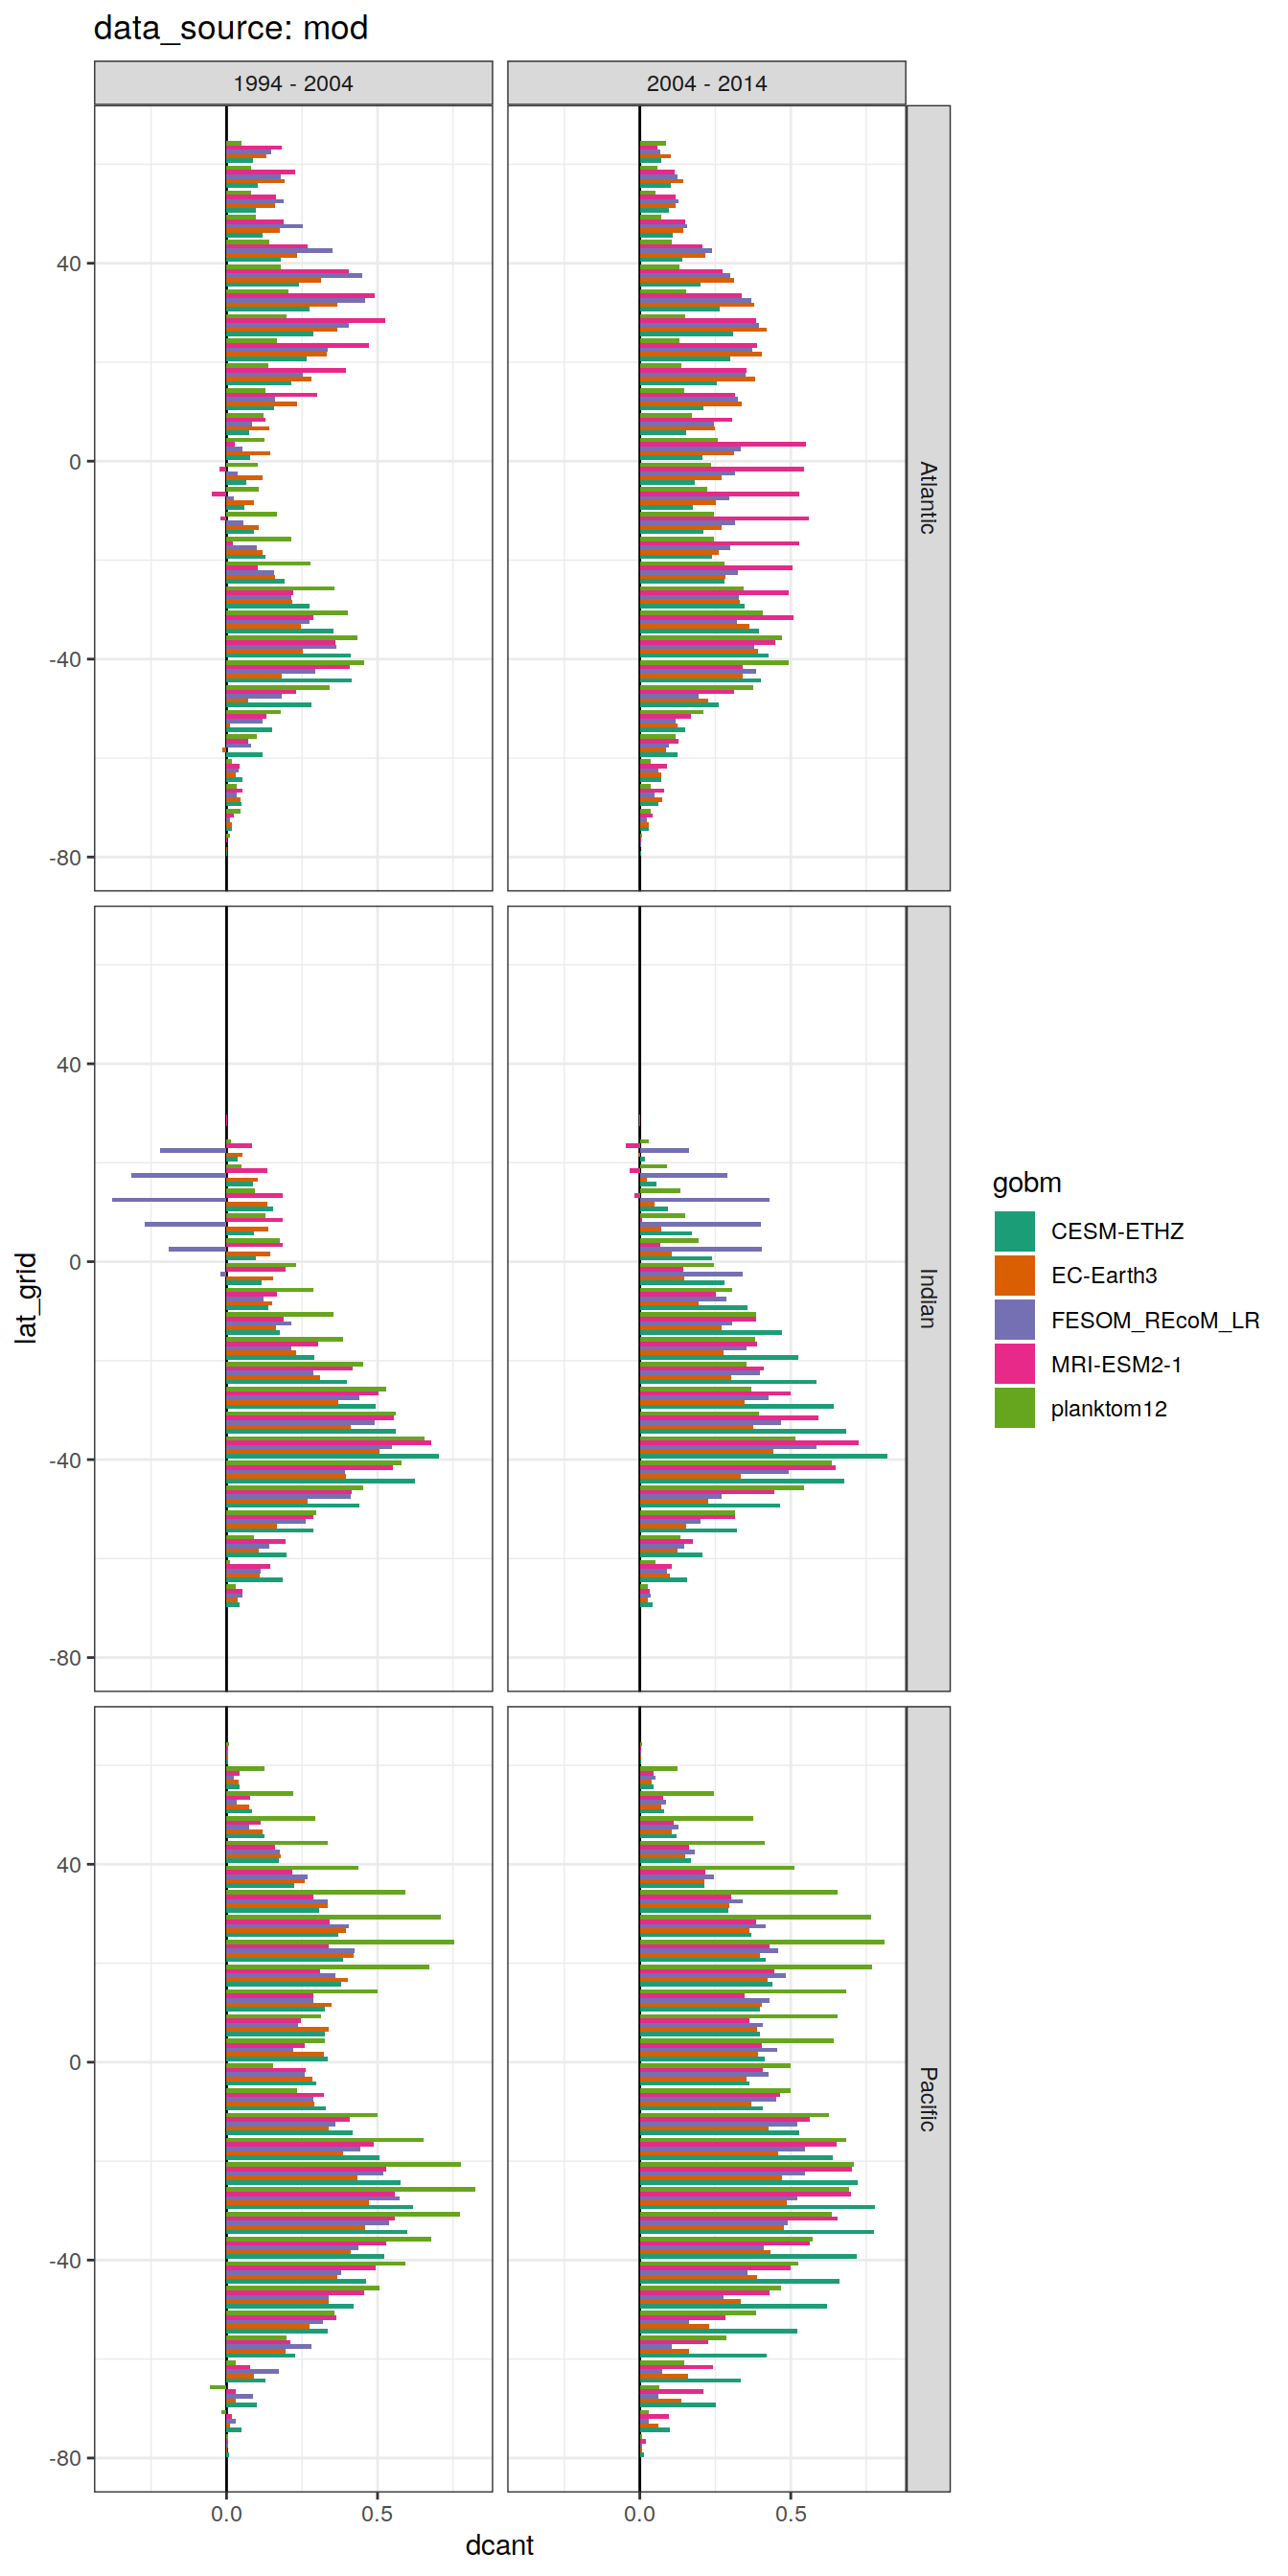 data_source: mod
1994 - 2004
2004 - 2014
40
0
-40
-80
Atlantic
40
0
-40
-80
Indian
40
0
-40
-80
Pacific
lat_grid
0.0
0.5
0.0
0.5
dcant
gobm
CESM-ETHZ
EC-Earth3
FESOM_REcoM_LR
MRI-ESM2-1
planktom12